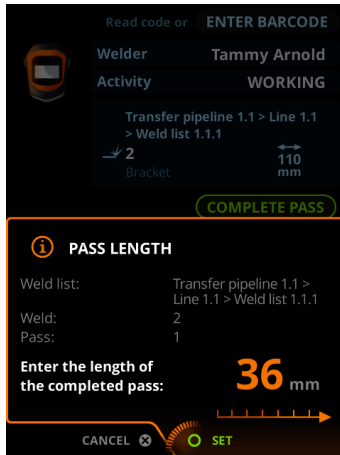 Read code or ENTER BARCODE
Welder Tammy Arnold
Activity WORKING
Transfer pipeline 1.1 > Line 1.1
> Weld list 1.1.1
2 110
Bracket mm
COMPLETE PASS
PASS LENGTH
Weld list: Transfer pipeline 1.1 >
Line 1.1 > Weld list 1.1.1
Weld: 2
Pass: 1
Enter the length of
the completed pass: 36 mm
CANCEL SET